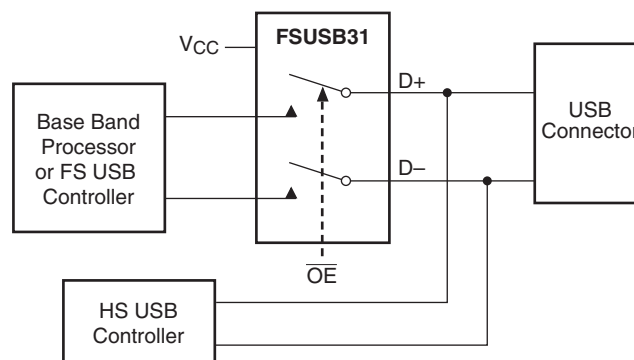 FSUSB31
VCC
D+
Base Band
Processor
or FS USB
Controller
USB
Connector
D–
OE
HS USB
Controller